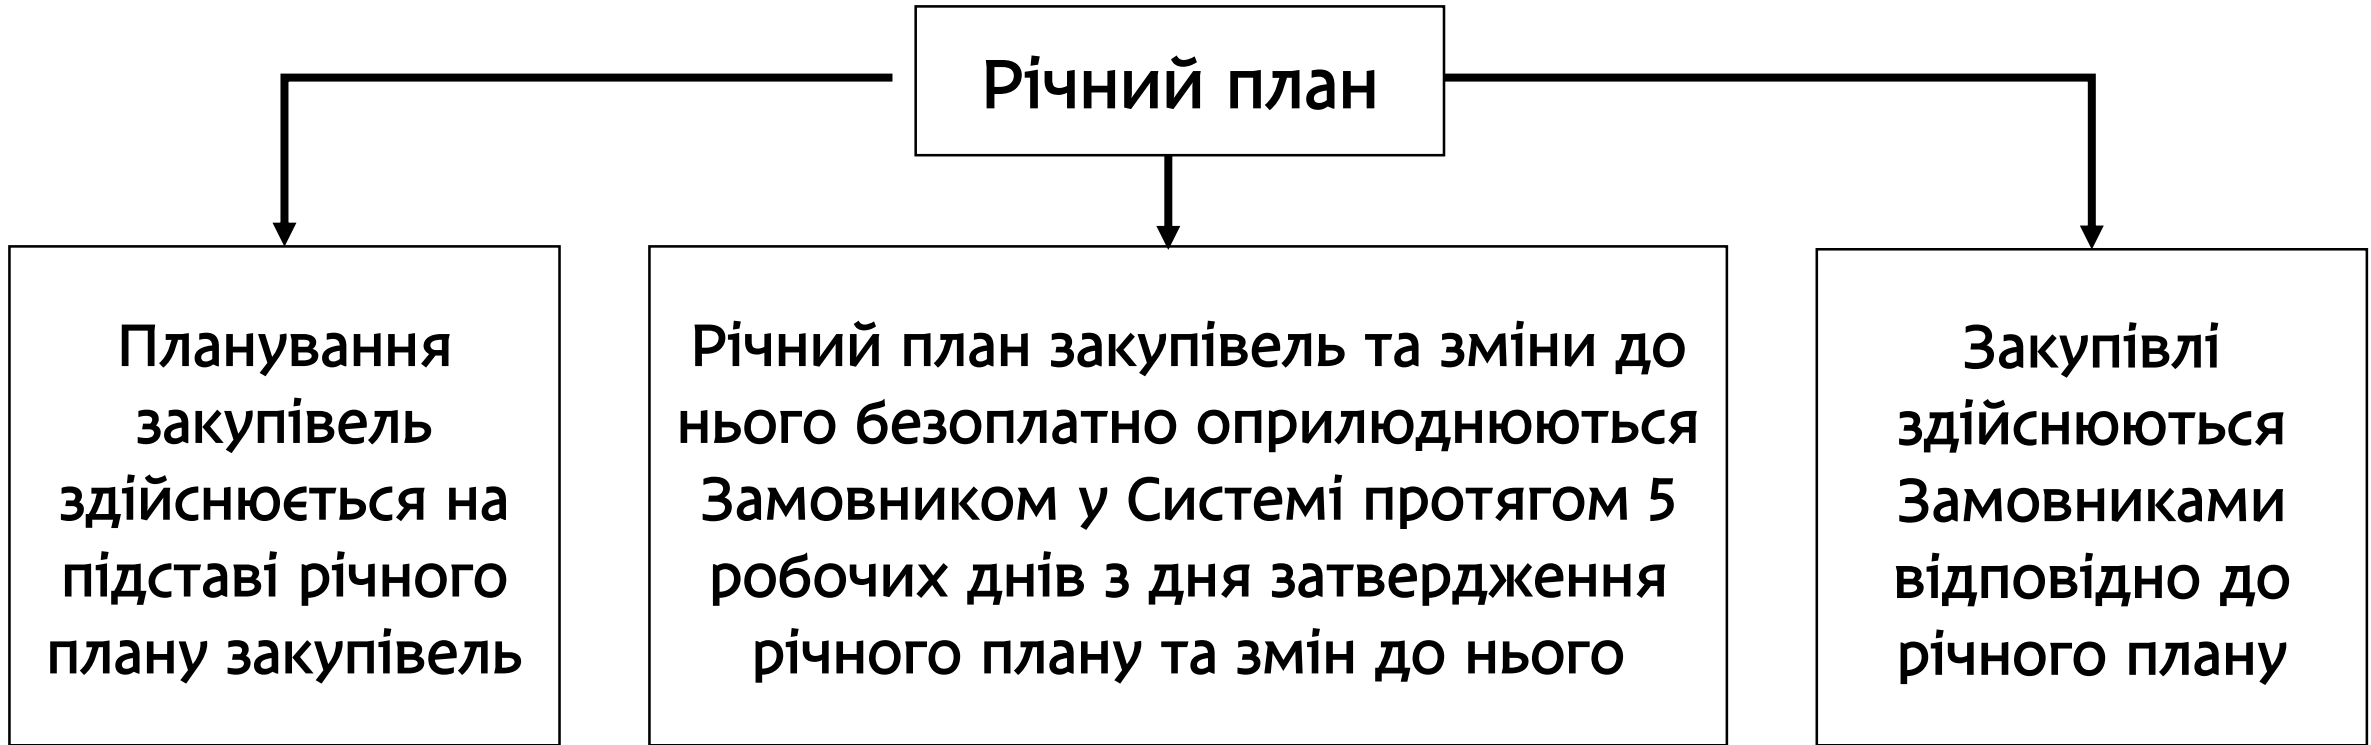 Річний план
Планування
закупівель
здійснюється на
підставі річного
плану закупівель
Річний план закупівель та зміни до
нього безоплатно оприлюднюються
Замовником у Системі протягом 5
робочих днів з дня затвердження
річного плану та змін до нього
Закупівлі
здійснюються
Замовниками
відповідно до
річного плану